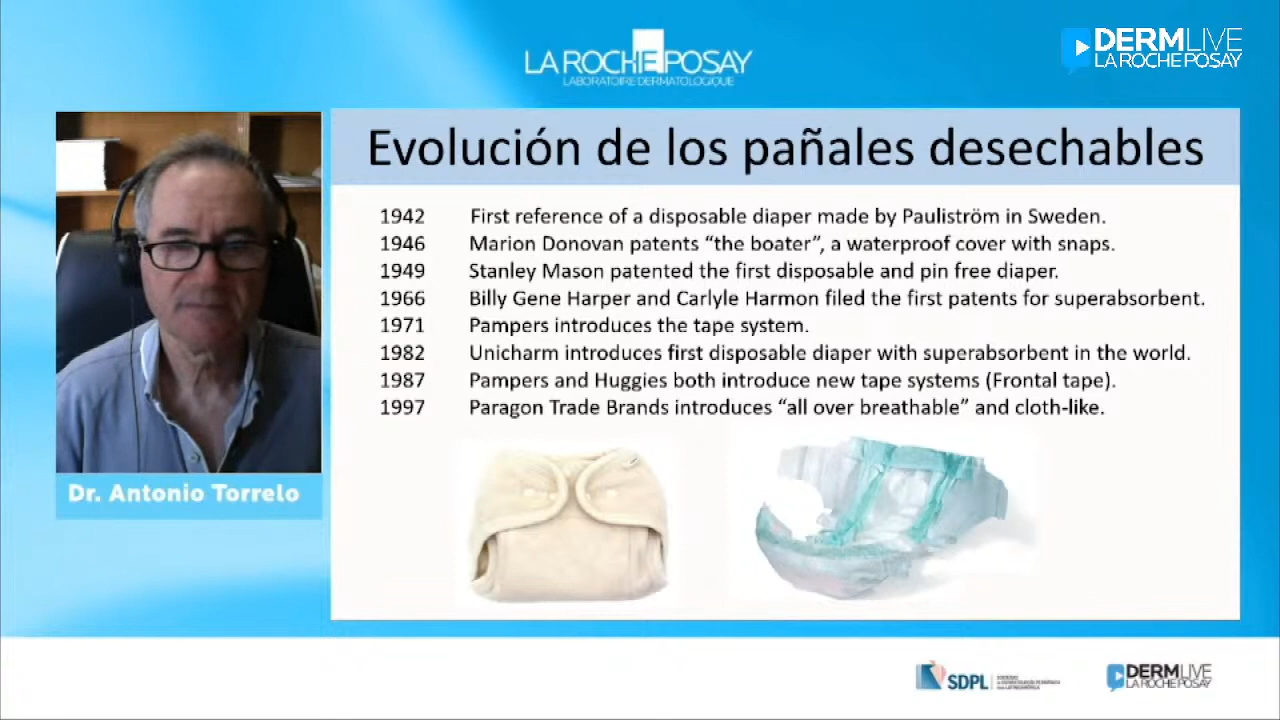 LA ROCHE POSAY
LABORATOIRE DERMATOLOGIQUE
DERMLIVE
LA ROCHE POSAY
Evolución de los pañales desechables
1942 First reference of a disposable diaper made by Pauliström in Sweden.
1946 Marion Donovan patents “the boater”, a waterproof cover with snaps.
1949 Stanley Mason patented the first disposable and pin free diaper.
1966 Billy Gene Harper and Carlyle Harmon filed the first patents for superabsorbent.
1971 Pampers introduces the tape system.
1982 Unicharm introduces first disposable diaper with superabsorbent in the world.
1987 Pampers and Huggies both introduce new tape systems (Frontal tape).
1997 Paragon Trade Brands introduces “all over breathable” and cloth-like.
Dr. Antonio Torrelo
SDPL
DERMLIVE
LA ROCHE POSAY